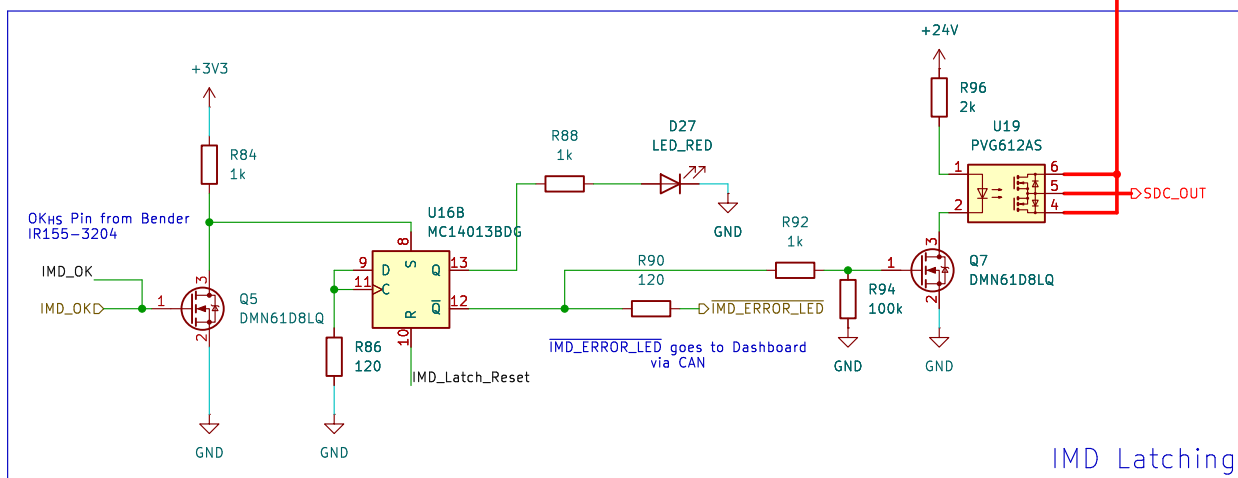 +24V
R96
2k
+3V3
U19
PVG612AS
D27
LED_RED
R88
1k
R84
1k
1
2
6
5
4
SDC_OUT
OKHS Pin from Bender
IR155-3204
U16B
MC14013BDG
GND
R92
1k
8
IMD_OK
IMD_OK
3
1
2
Q5
DMN61D8LQ
9
11
D
C
S
R
Q
Q̅
13
12
10
R90
120
I̅M̅D̅_̅E̅R̅R̅O̅R̅_̅L̅E̅D̅
R94
100k
3
1
2
Q7
DMN61D8LQ
R86
120
I̅M̅D̅_̅E̅R̅R̅O̅R̅_̅L̅E̅D̅ goes to Dashboard
via CAN
IMD_Latch_Reset
GND
GND
GND
GND
IMD Latching